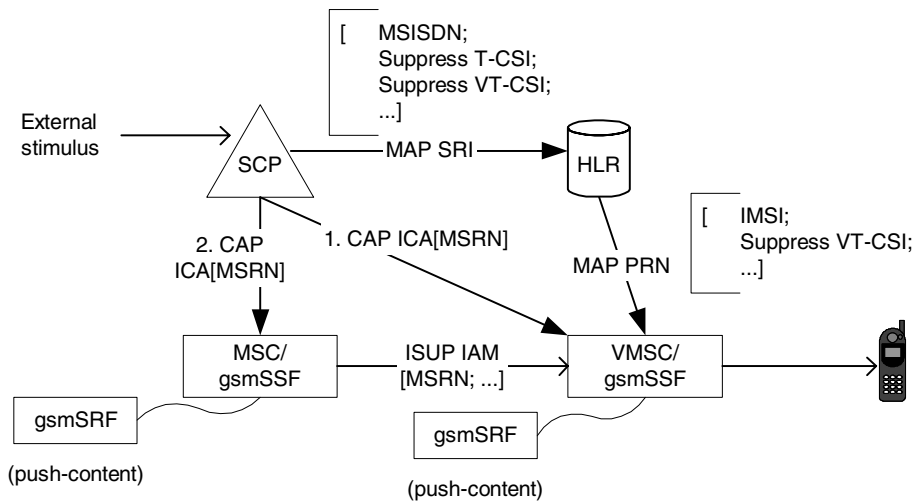 [ MSISDN;
Suppress T-CSI;
Suppress VT-CSI;
...]
External
stimulus
SCP
MAP SRI
HLR
[ IMSI;
Suppress VT-CSI;
...]
2. CAP
ICA[MSRN]
1. CAP ICA[MSRN]
MAP PRN
MSC/
gsmSSF
ISUP IAM
[MSRN; ...]
VMSC/
gsmSSF
gsmSRF
(push-content)
gsmSRF
(push-content)